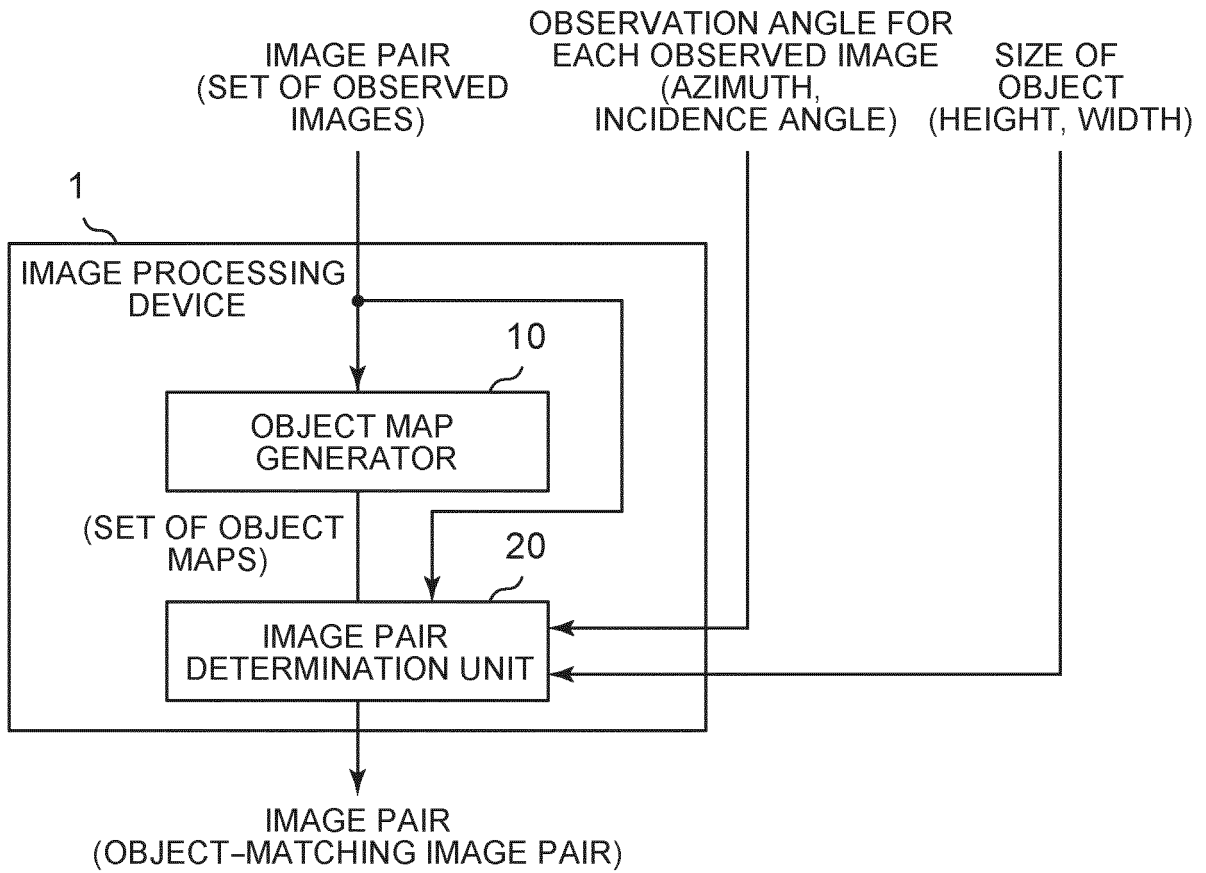 IMAGE PAIR
(SET OF OBSERVED
IMAGES)
OBSERVATION ANGLE FOR
EACH OBSERVED IMAGE
(AZIMUTH,
INCIDENCE ANGLE)
SIZE OF
OBJECT
(HEIGHT, WIDTH)
1
IMAGE PROCESSING
DEVICE
10
OBJECT MAP
GENERATOR
(SET OF OBJECT
MAPS)
20
IMAGE PAIR
DETERMINATION UNIT
IMAGE PAIR
(OBJECT-MATCHING IMAGE PAIR)